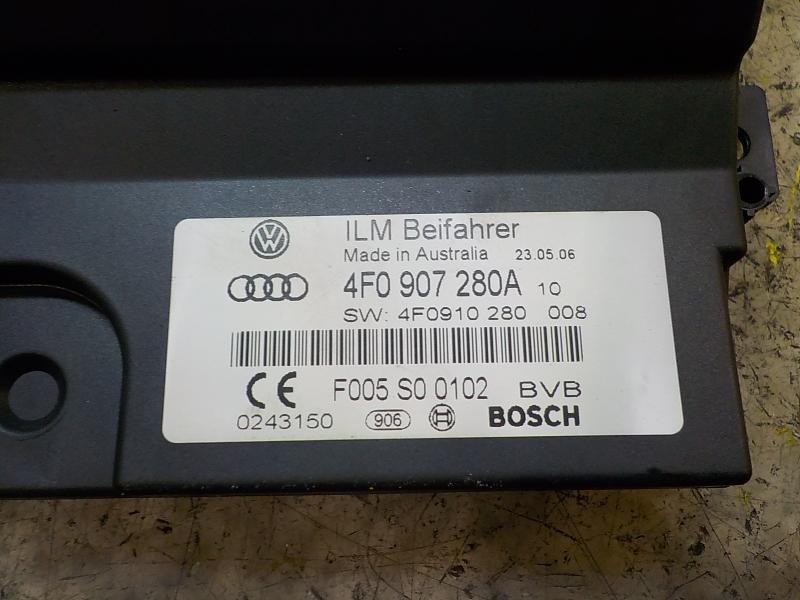 ILM Beifahrer
Made in Australia 23.05.06
4F0 907 280A 10
SW: 4F0910 280 008
CE F005 S0 0102 BVB
0243150 906 BOSCH